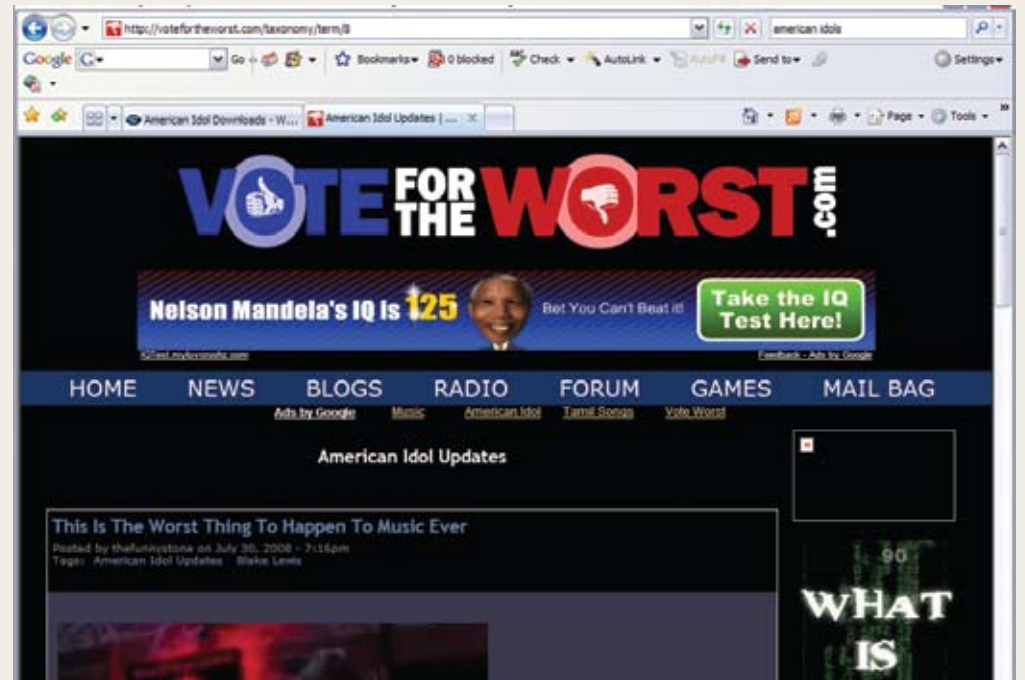 http://votefortheworst.com/taxonomy/term/8
american idols
Google
Go
Bookmarks
0 blocked
Check
AutoLink
AutoFill
Send to
Settings
American Idol Downloads - W...
American Idol Updates | ...
Page
Tools
VOTE FOR THE WORST.com
Nelson Mandela's IQ is 125
Bet You Can't Beat it!
Take the IQ
Test Here!
Feedback - Ads by Google
HOME NEWS BLOGS RADIO FORUM GAMES MAIL BAG
Ads by Google Music American Idol Tamil Songs Vote Worst
American Idol Updates
This Is The Worst Thing To Happen To Music Ever
Posted by thefunnystone on July 30, 2008 - 7:16pm
Tags: American Idol Updates Blake Lewis
90
WHAT
IS